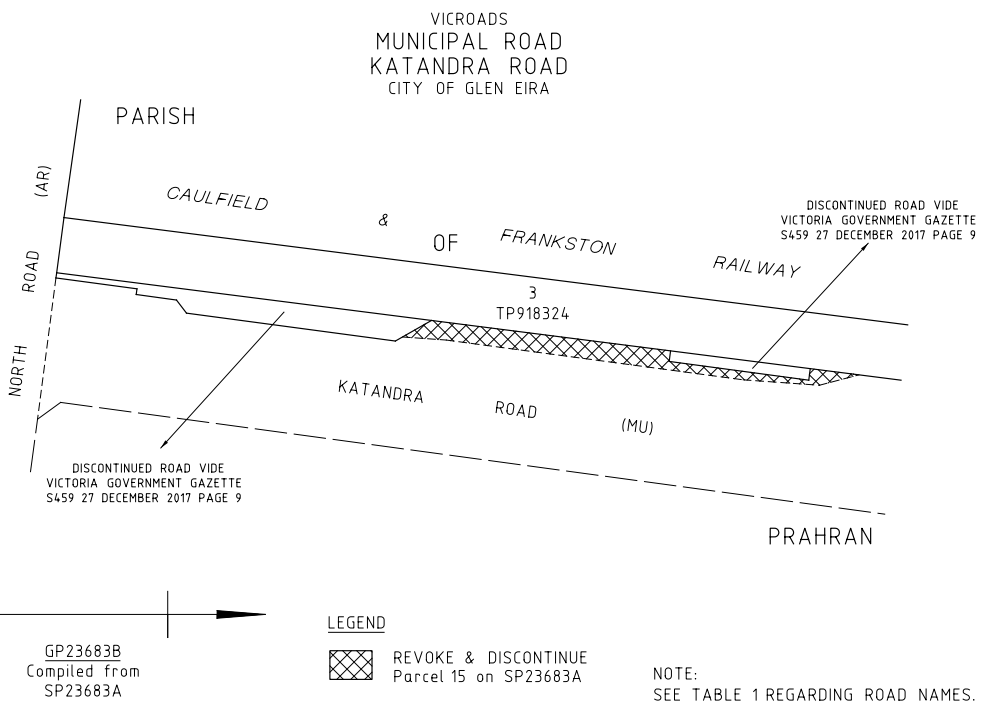 VICROADS
MUNICIPAL ROAD
KATANDRA ROAD
CITY OF GLEN EIRA
PARISH
NORTH ROAD (AR)
CAULFIELD & FRANKSTON RAILWAY
OF
DISCONTINUED ROAD VIDE
VICTORIA GOVERNMENT GAZETTE
S459 27 DECEMBER 2017 PAGE 9
3
TP918324
KATANDRA ROAD (MU)
DISCONTINUED ROAD VIDE
VICTORIA GOVERNMENT GAZETTE
S459 27 DECEMBER 2017 PAGE 9
PRAHRAN
GP23683B
Compiled from
SP23683A
LEGEND
REVOKE & DISCONTINUE
Parcel 15 on SP23683A
NOTE:
SEE TABLE 1 REGARDING ROAD NAMES.